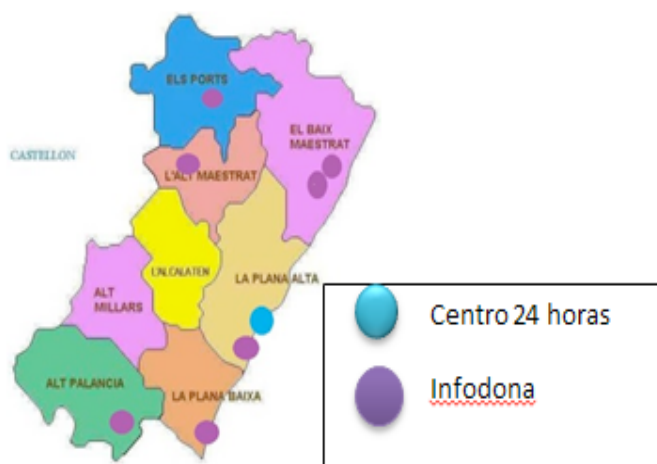 ELS PORTS
EL BAIX
MAESTRAT
CASTELLON
L'ALT MAESTRAT
L'ALCALATEN
LA PLANA ALTA
ALT
MILLARS
ALT PALANCIA
LA PLANA BAIXA
Centro 24 horas
Infodona